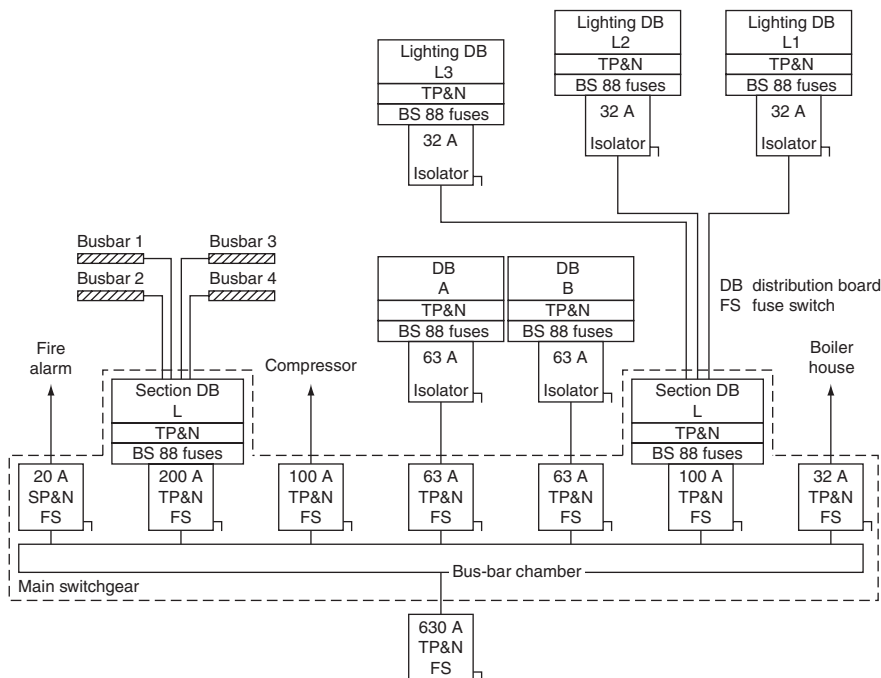 Lighting DB
L3
TP&N
BS 88 fuses
32 A
Isolator
Lighting DB
L2
TP&N
BS 88 fuses
32 A
Isolator
Lighting DB
L1
TP&N
BS 88 fuses
32 A
Isolator
Busbar 1
Busbar 3
Busbar 2
Busbar 4
DB
A
TP&N
BS 88 fuses
63 A
Isolator
DB
B
TP&N
BS 88 fuses
63 A
Isolator
DB distribution board
FS fuse switch
Fire
alarm
Section DB
L
TP&N
BS 88 fuses
Compressor
Section DB
L
TP&N
BS 88 fuses
Boiler
house
20 A
SP&N
FS
200 A
TP&N
FS
100 A
TP&N
FS
63 A
TP&N
FS
63 A
TP&N
FS
100 A
TP&N
FS
32 A
TP&N
FS
Bus-bar chamber
Main switchgear
630 A
TP&N
FS